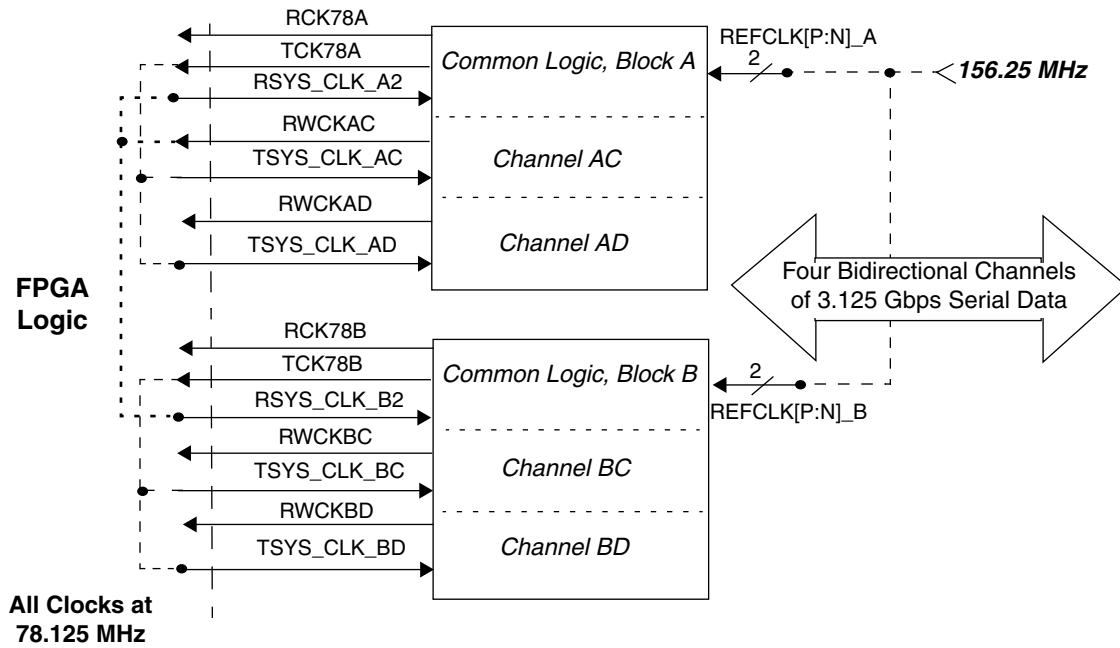 RCK78A
TCK78A
RSYS_CLK_A2
RWCKAC
TSYS_CLK_AC
RWCKAD
TSYS_CLK_AD
Common Logic, Block A
Channel AC
Channel AD
REFCLK[P:N]_A
2
156.25 MHz
Four Bidirectional Channels
of 3.125 Gbps Serial Data
FPGA
Logic
RCK78B
TCK78B
RSYS_CLK_B2
RWCKBC
TSYS_CLK_BC
RWCKBD
TSYS_CLK_BD
Common Logic, Block B
Channel BC
Channel BD
2
REFCLK[P:N]_B
All Clocks at
78.125 MHz